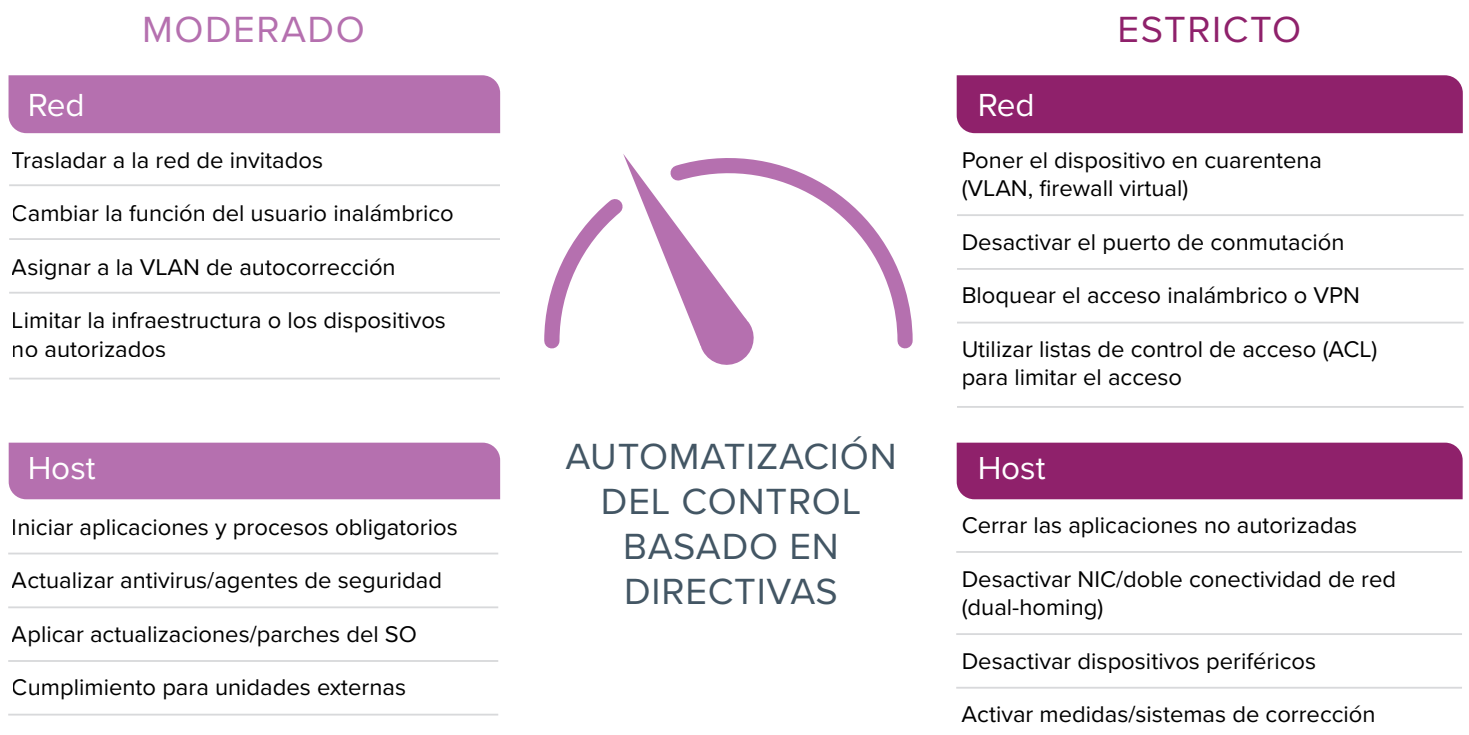 MODERADO
Red
Trasladar a la red de invitados
Cambiar la función del usuario inalámbrico
Asignar a la VLAN de autocorrección
Limitar la infraestructura o los dispositivos
no autorizados
Host
Iniciar aplicaciones y procesos obligatorios
Actualizar antivirus/agentes de seguridad
Aplicar actualizaciones/parches del SO
Cumplimiento para unidades externas
AUTOMATIZACIÓN
DEL CONTROL
BASADO EN
DIRECTIVAS
ESTRICTO
Red
Poner el dispositivo en cuarentena
(VLAN, firewall virtual)
Desactivar el puerto de conmutación
Bloquear el acceso inalámbrico o VPN
Utilizar listas de control de acceso (ACL)
para limitar el acceso
Host
Cerrar las aplicaciones no autorizadas
Desactivar NIC/doble conectividad de red
(dual-homing)
Desactivar dispositivos periféricos
Activar medidas/sistemas de corrección